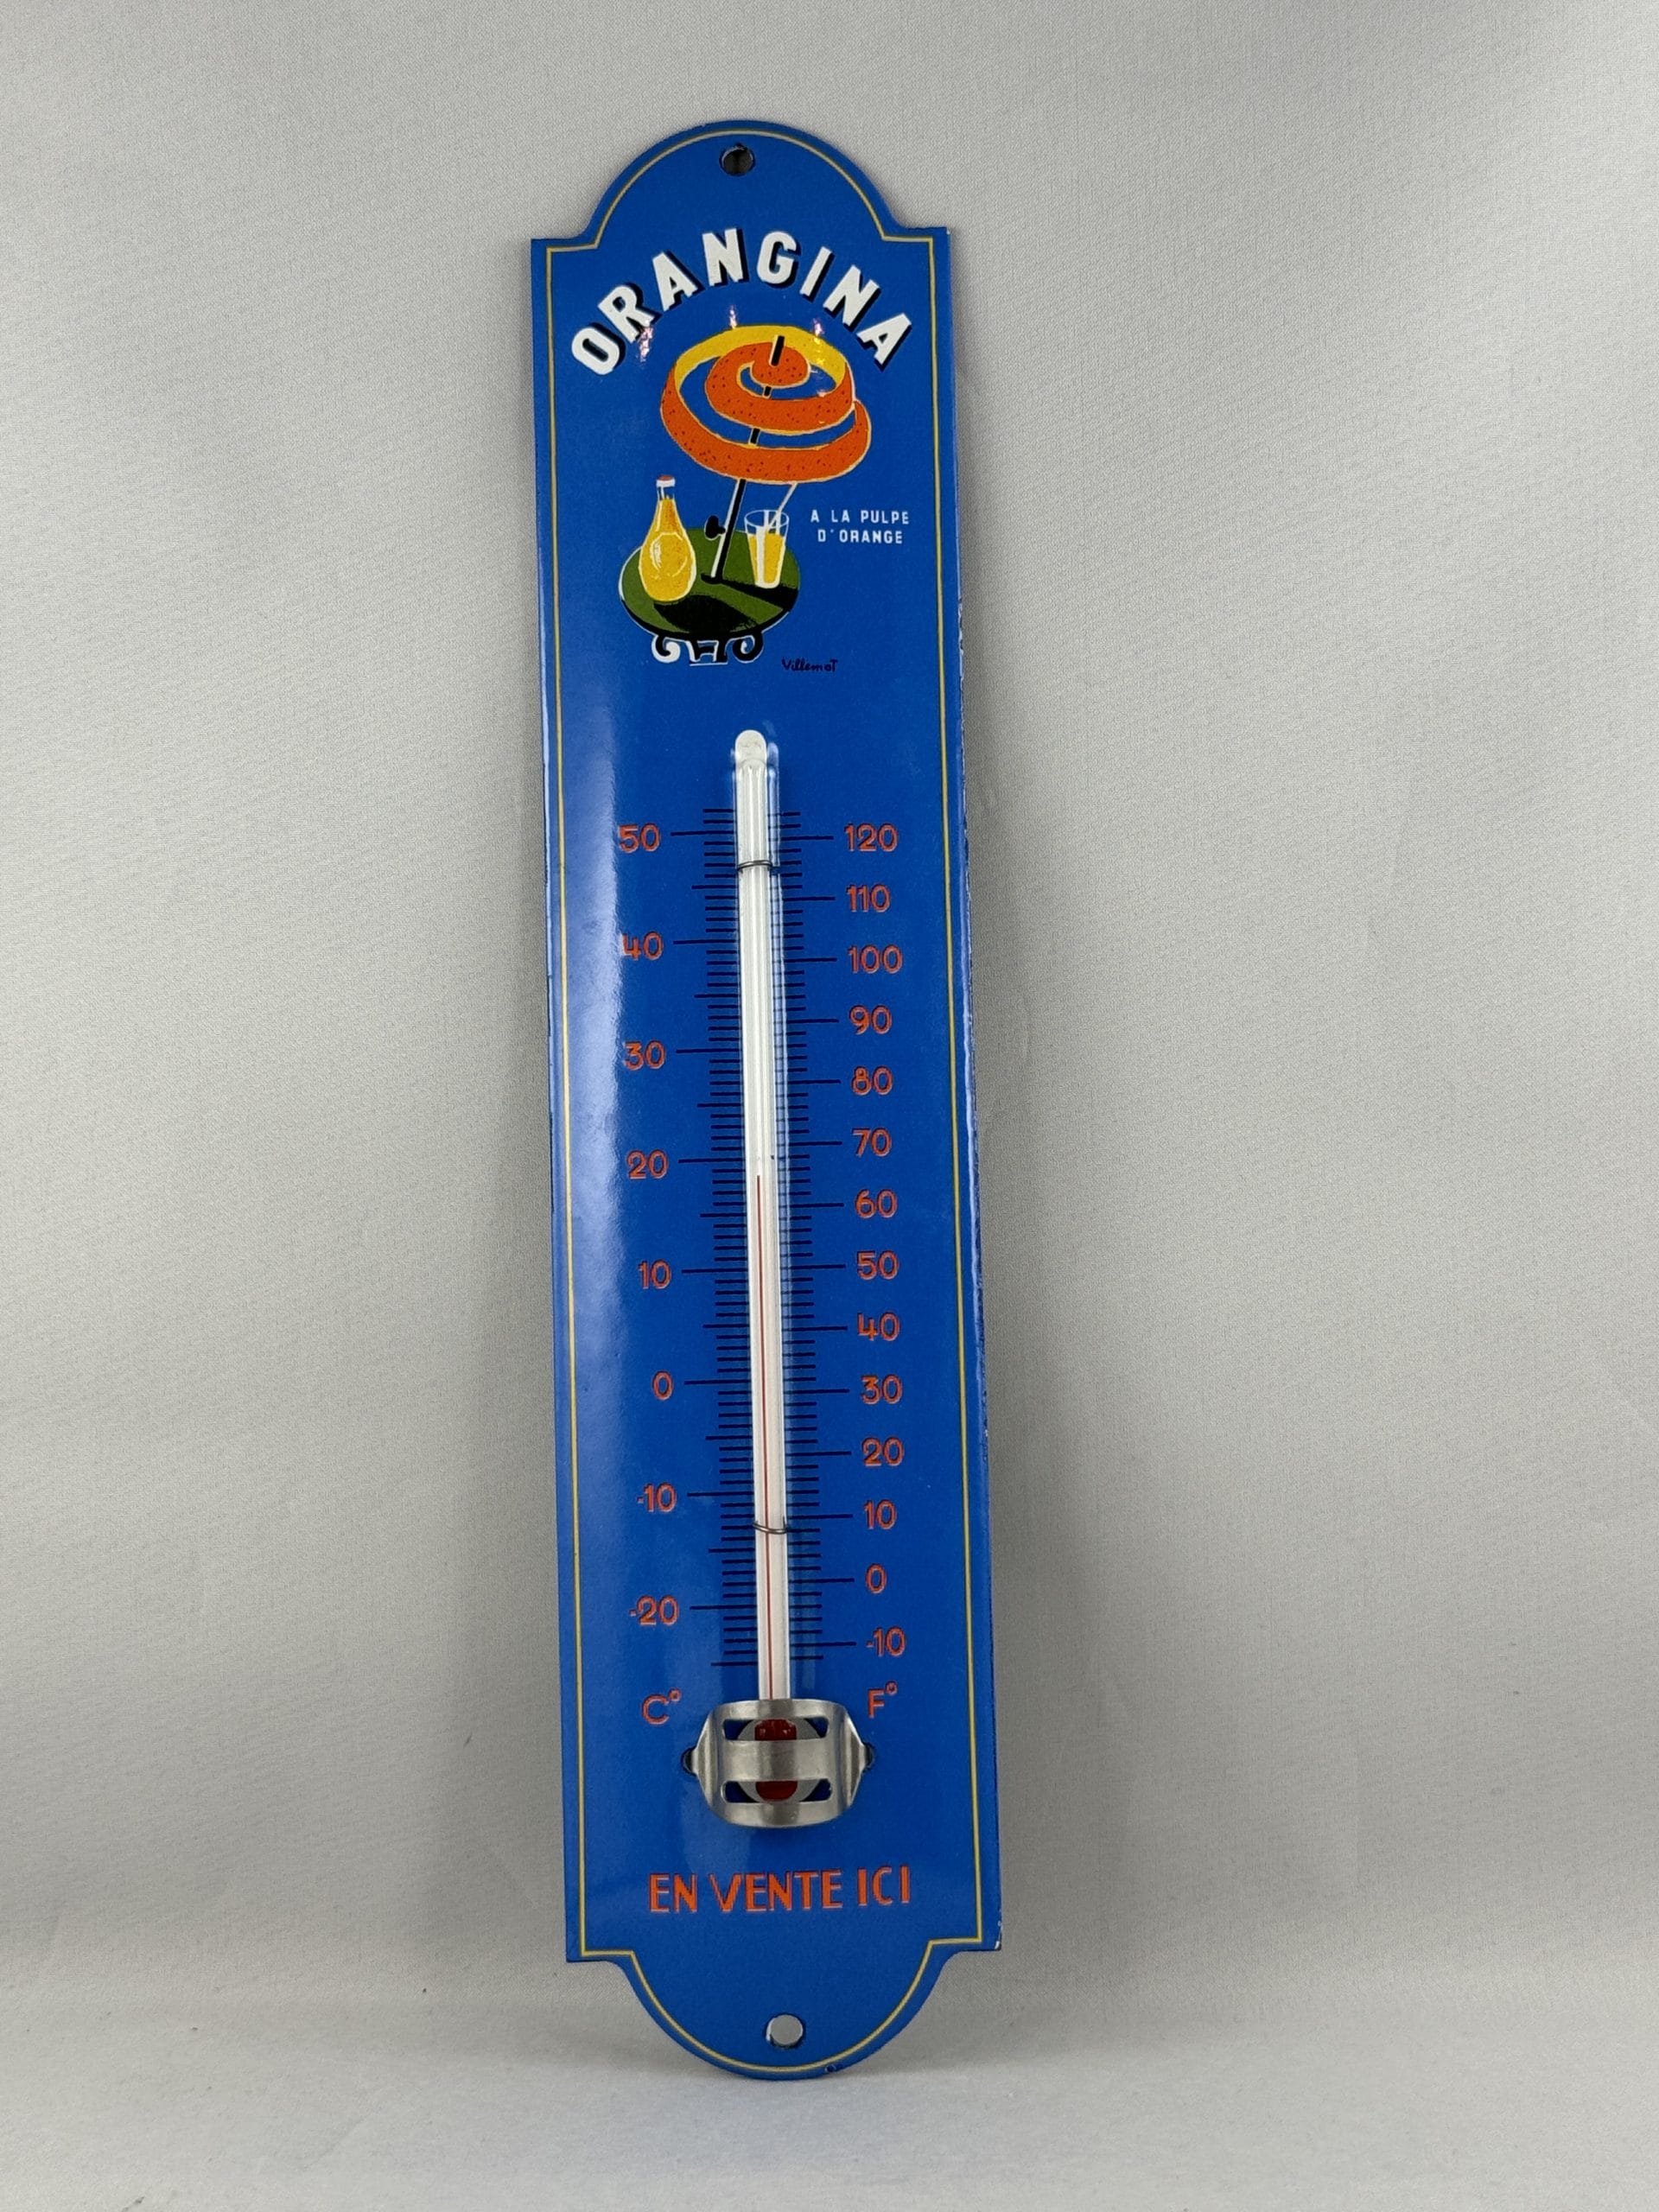 ORANGINA
A LA PULPE
D'ORANGE
Villemot
50 120
110
40 100
90
30 80
70
20 60
10 50
40
0 30
20
-10 10
0
-20 -10
C° F°
EN VENTE ICI